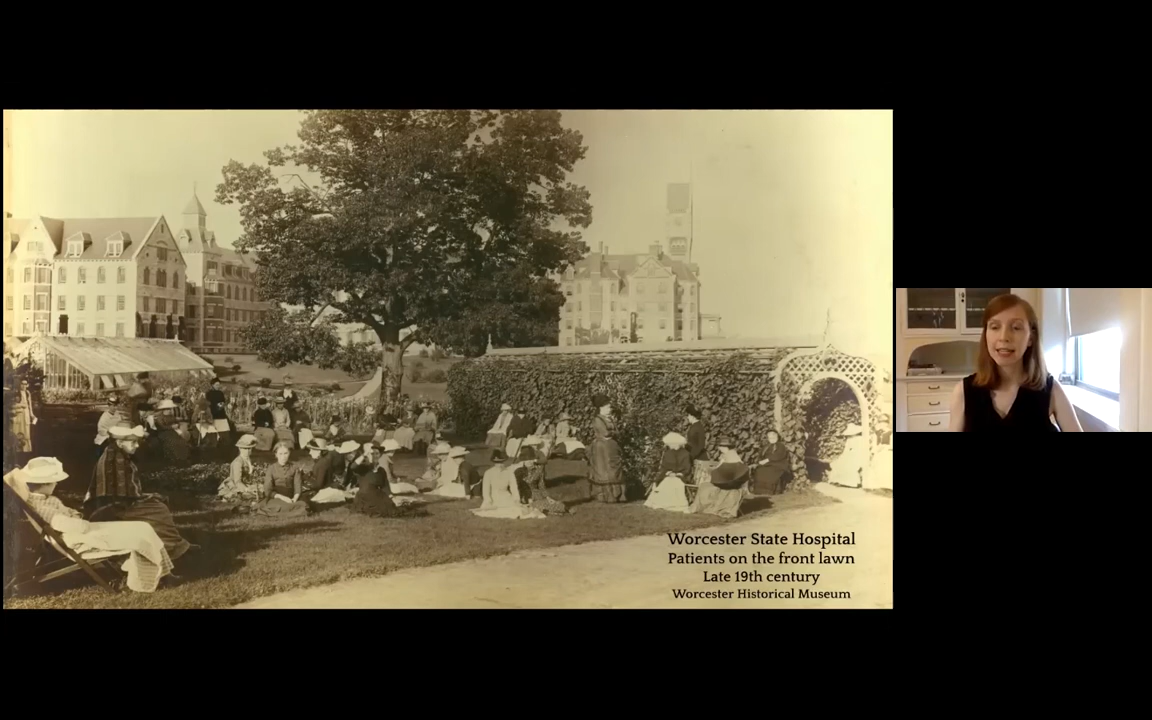 Worcester State Hospital
Patients on the front lawn
Late 19th century
Worcester Historical Museum